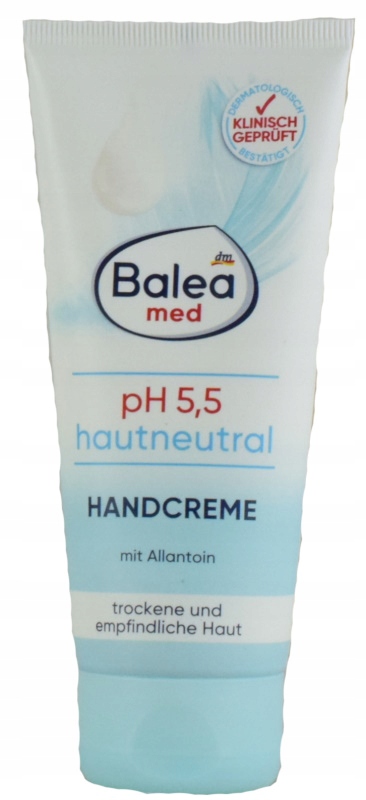 DERMATOLOGISCH
KLINISCH
GEPRÜFT
BESTÄTIGT
dm
Balea
med
pH 5,5
hautneutral
HANDCREME
mit Allantoin
trockene und
empfindliche Haut